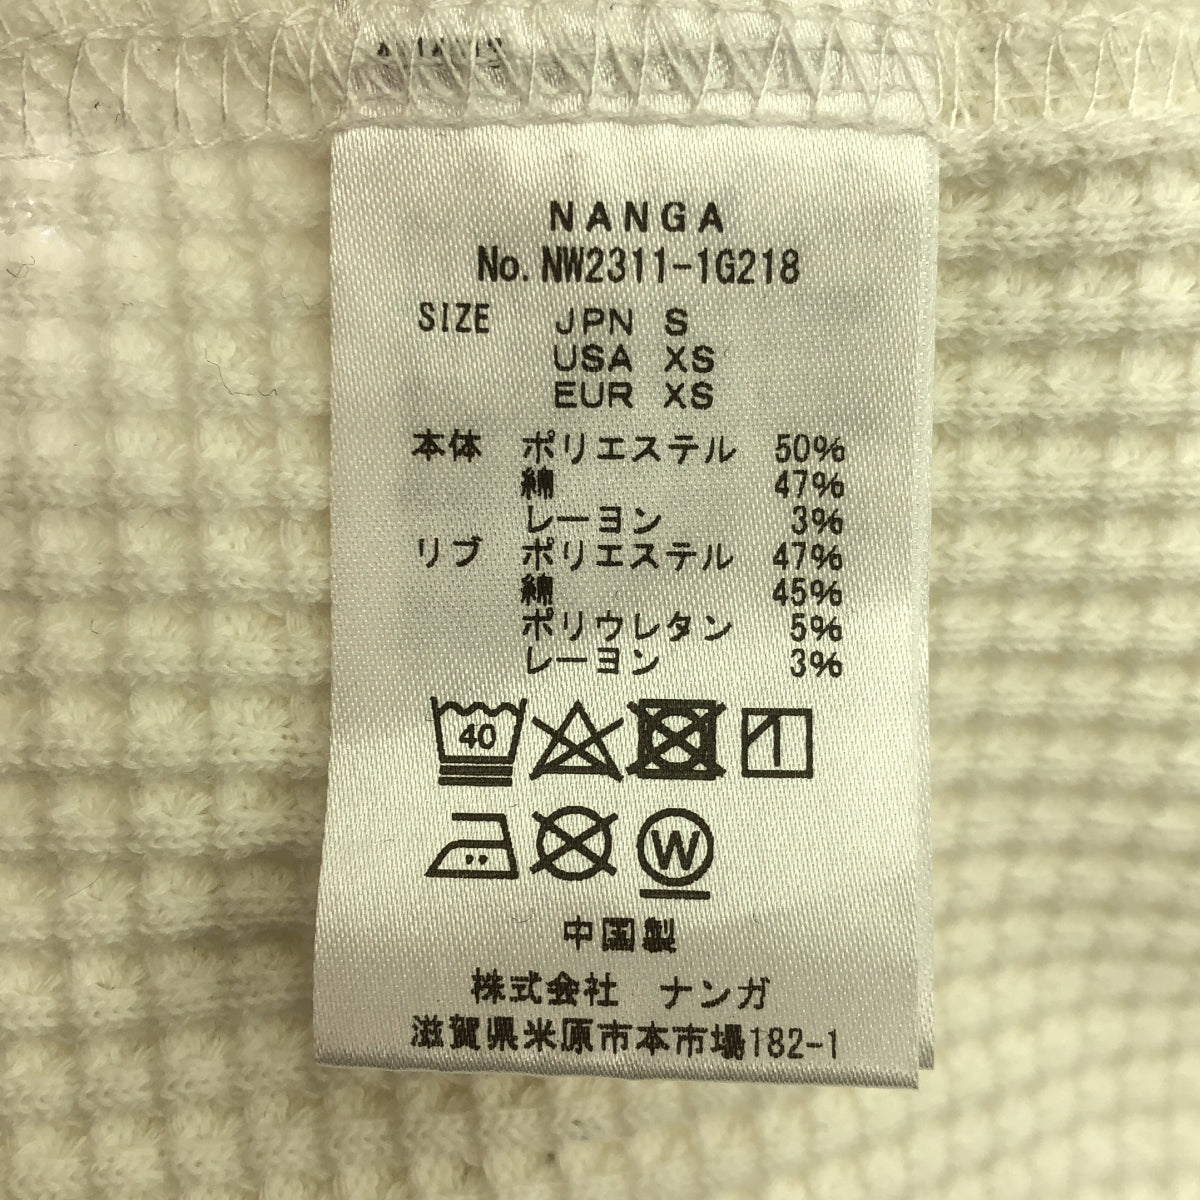 NANGA
No. NW2311-1G218
SIZE JPN S
USA XS
EUR XS
本体 ポリエステル 50%
綿 47%
レーヨン 3%
リブ ポリエステル 47%
綿 45%
ポリウレタン 5%
レーヨン 3%
40
W
中国製
株式会社 ナンガ
滋賀県米原市本市場182-1